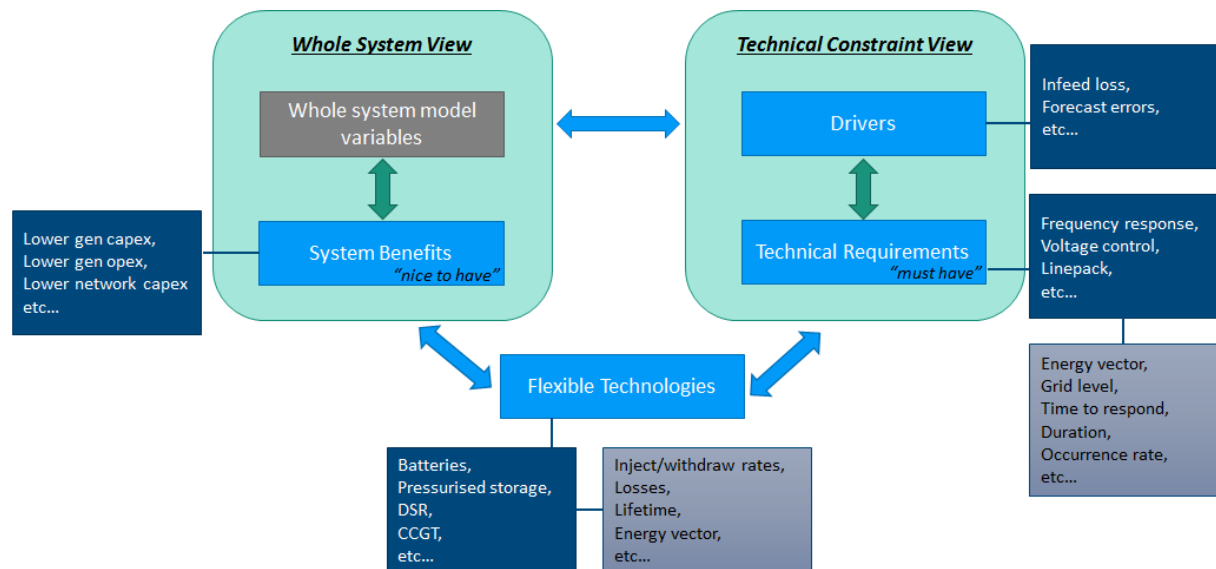 Whole System View
Whole system model
variables
System Benefits
"nice to have"
Lower gen capex,
Lower gen opex,
Lower network capex
etc...
Technical Constraint View
Drivers
Infeed loss,
Forecast errors,
etc...
Technical Requirements
"must have"
Frequency response,
Voltage control,
Linepack,
etc...
Energy vector,
Grid level,
Time to respond,
Duration,
Occurrence rate,
etc...
Flexible Technologies
Batteries,
Pressurised storage,
DSR,
CCGT,
etc...
Inject/withdraw rates,
Losses,
Lifetime,
Energy vector,
etc...